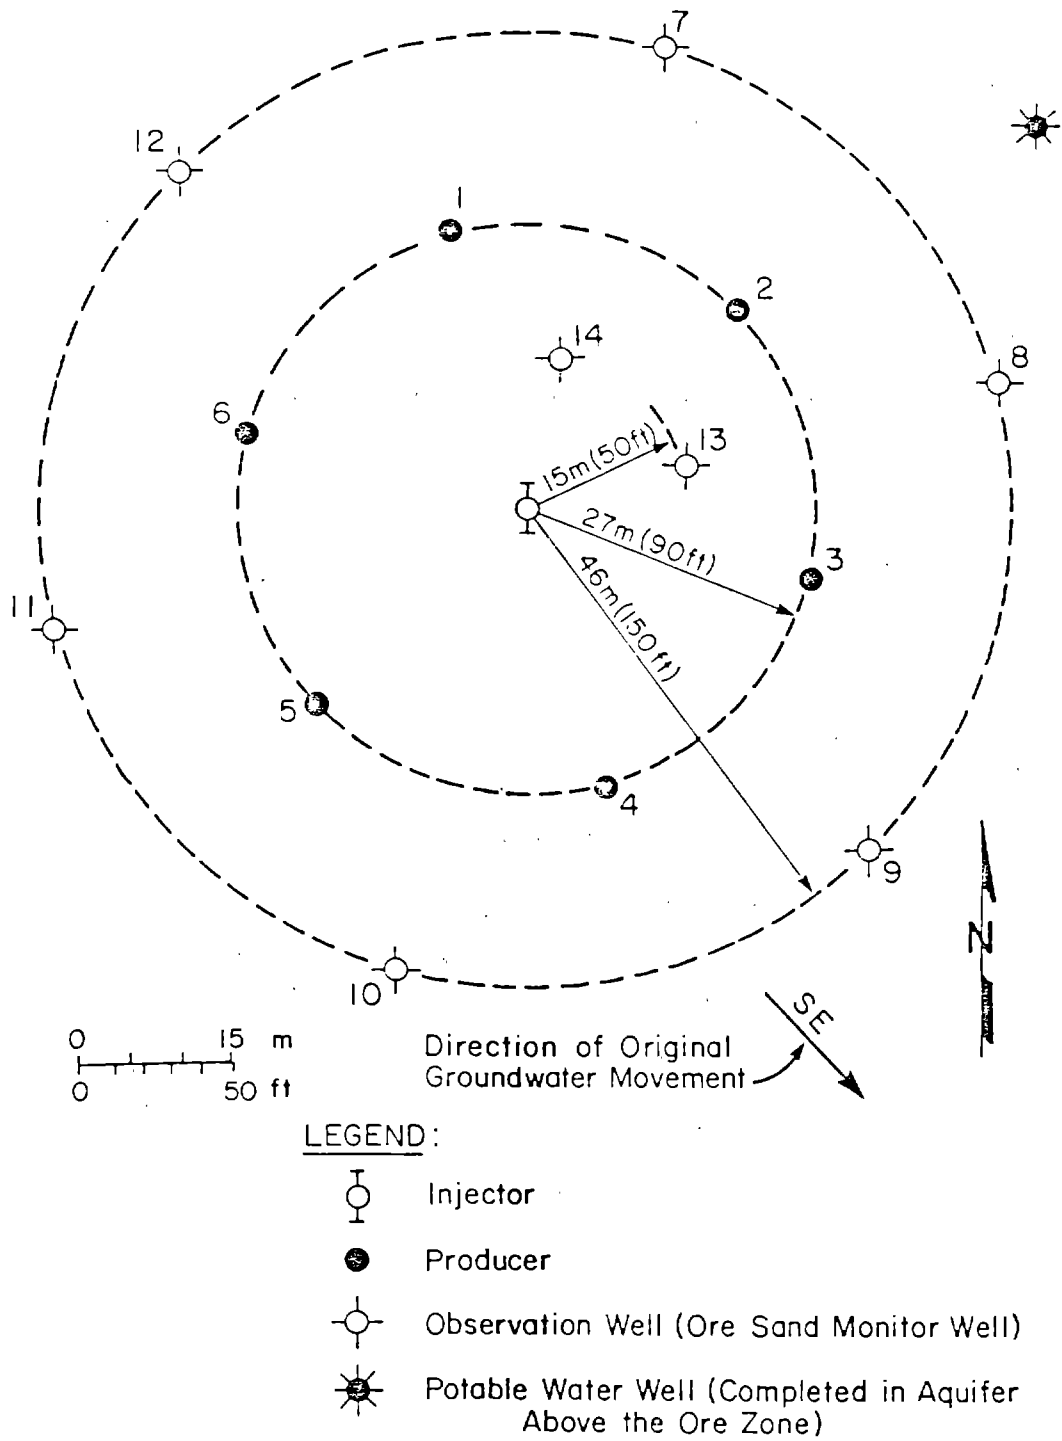 7
12
1
2
14
8
6
13
15m (50ft)
27m (90ft)
3
46m (150ft)
11
5
4
9
N
10
SE
0 15 m
0 50 ft
Direction of Original
Groundwater Movement
LEGEND:
Injector
Producer
Observation Well (Ore Sand Monitor Well)
Potable Water Well (Completed in Aquifer
Above the Ore Zone)